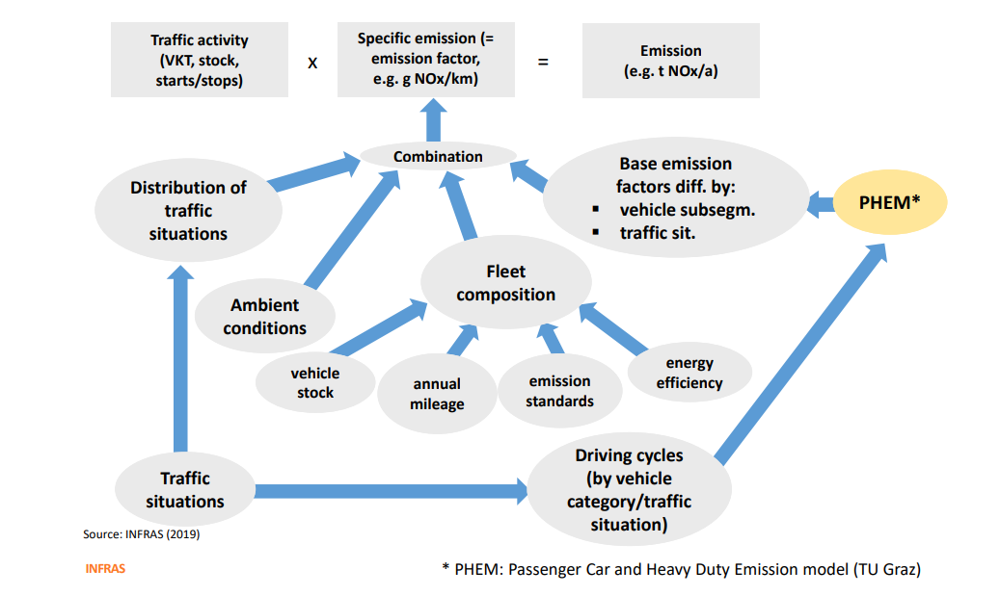 Traffic activity
(VKT, stock,
starts/stops)
x
Specific emission (=
emission factor,
e.g. g NOx/km)
=
Emission
(e.g. t NOx/a)
Combination
Distribution of
traffic
situations
Base emission
factors diff. by:
▪ vehicle subsegm.
▪ traffic sit.
PHEM*
Fleet
composition
Ambient
conditions
vehicle
stock
annual
mileage
emission
standards
energy
efficiency
Traffic
situations
Driving cycles
(by vehicle
category/traffic
situation)
Source: INFRAS (2019)
INFRAS
* PHEM: Passenger Car and Heavy Duty Emission model (TU Graz)